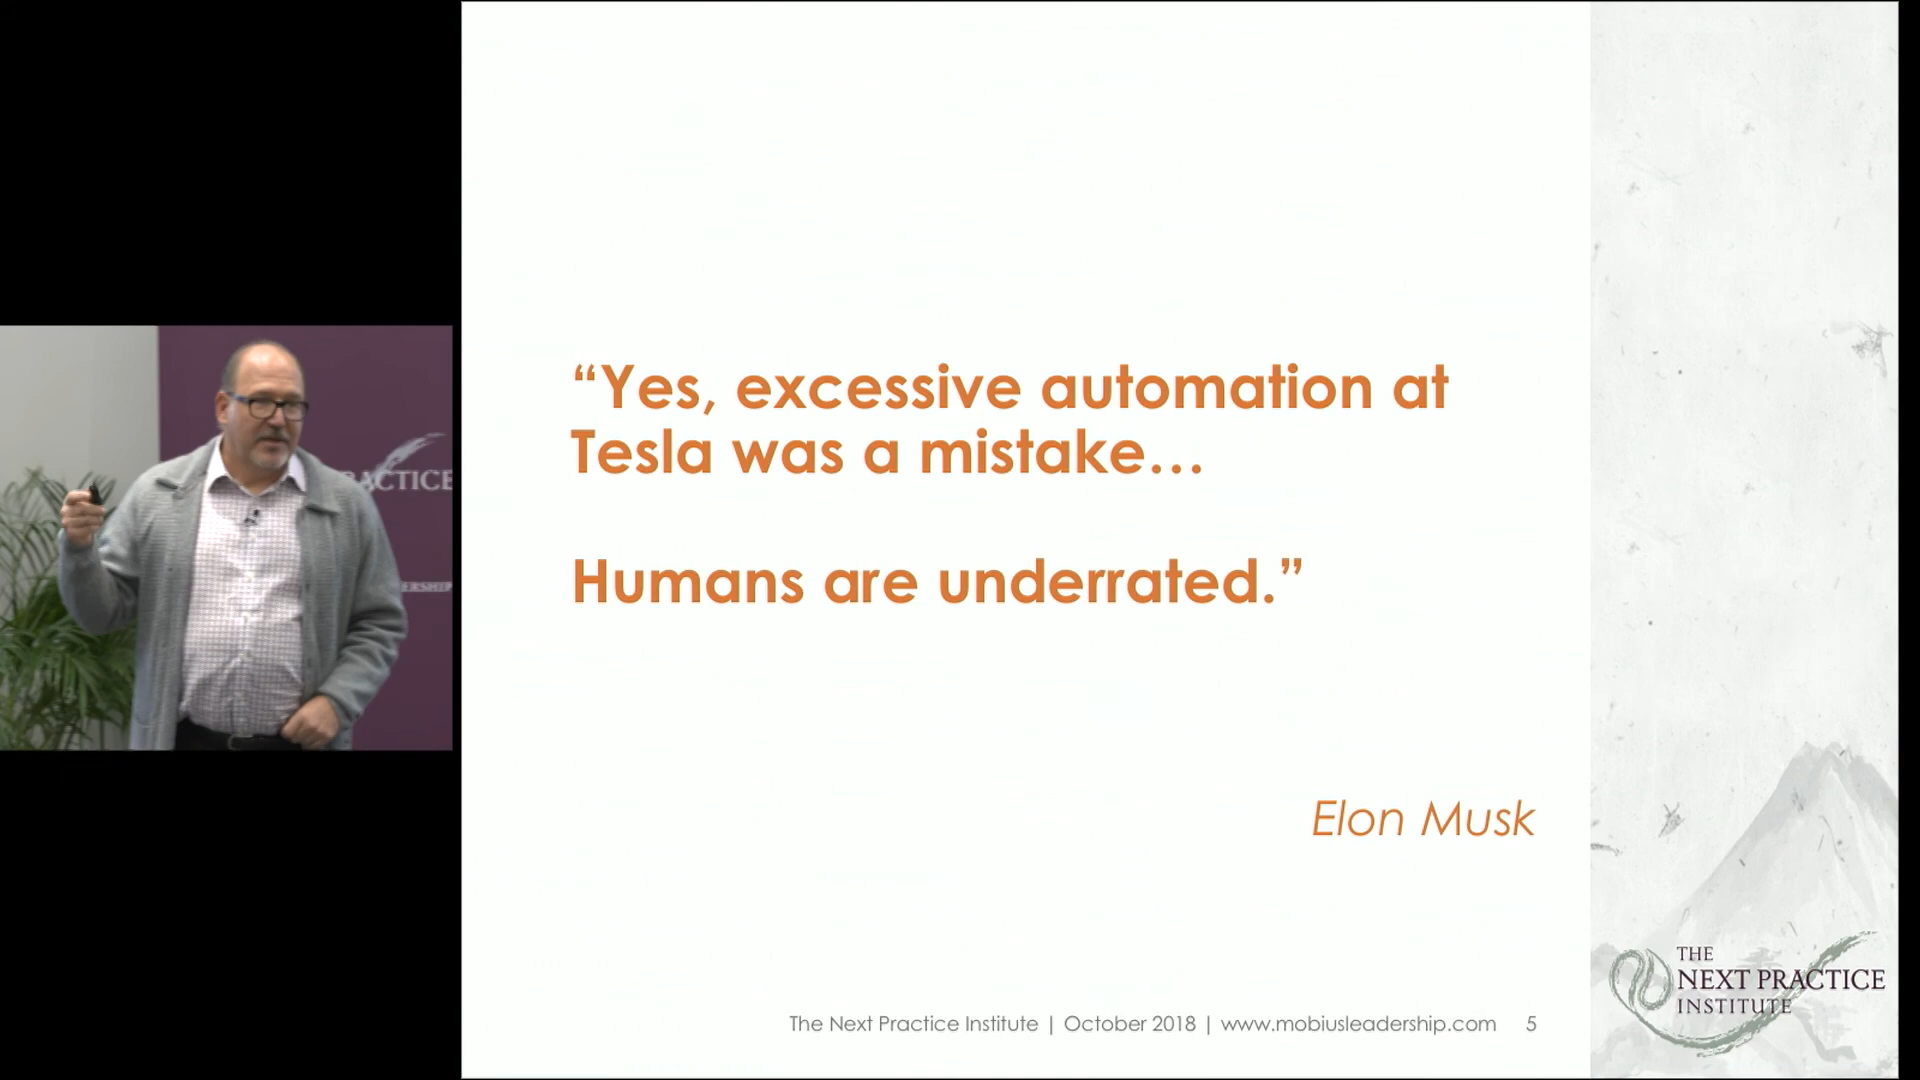 “Yes, excessive automation at
Tesla was a mistake…
Humans are underrated.”
Elon Musk
The Next Practice Institute | October 2018 | www.mobiusleadership.com 5
THE
NEXT PRACTICE
INSTITUTE